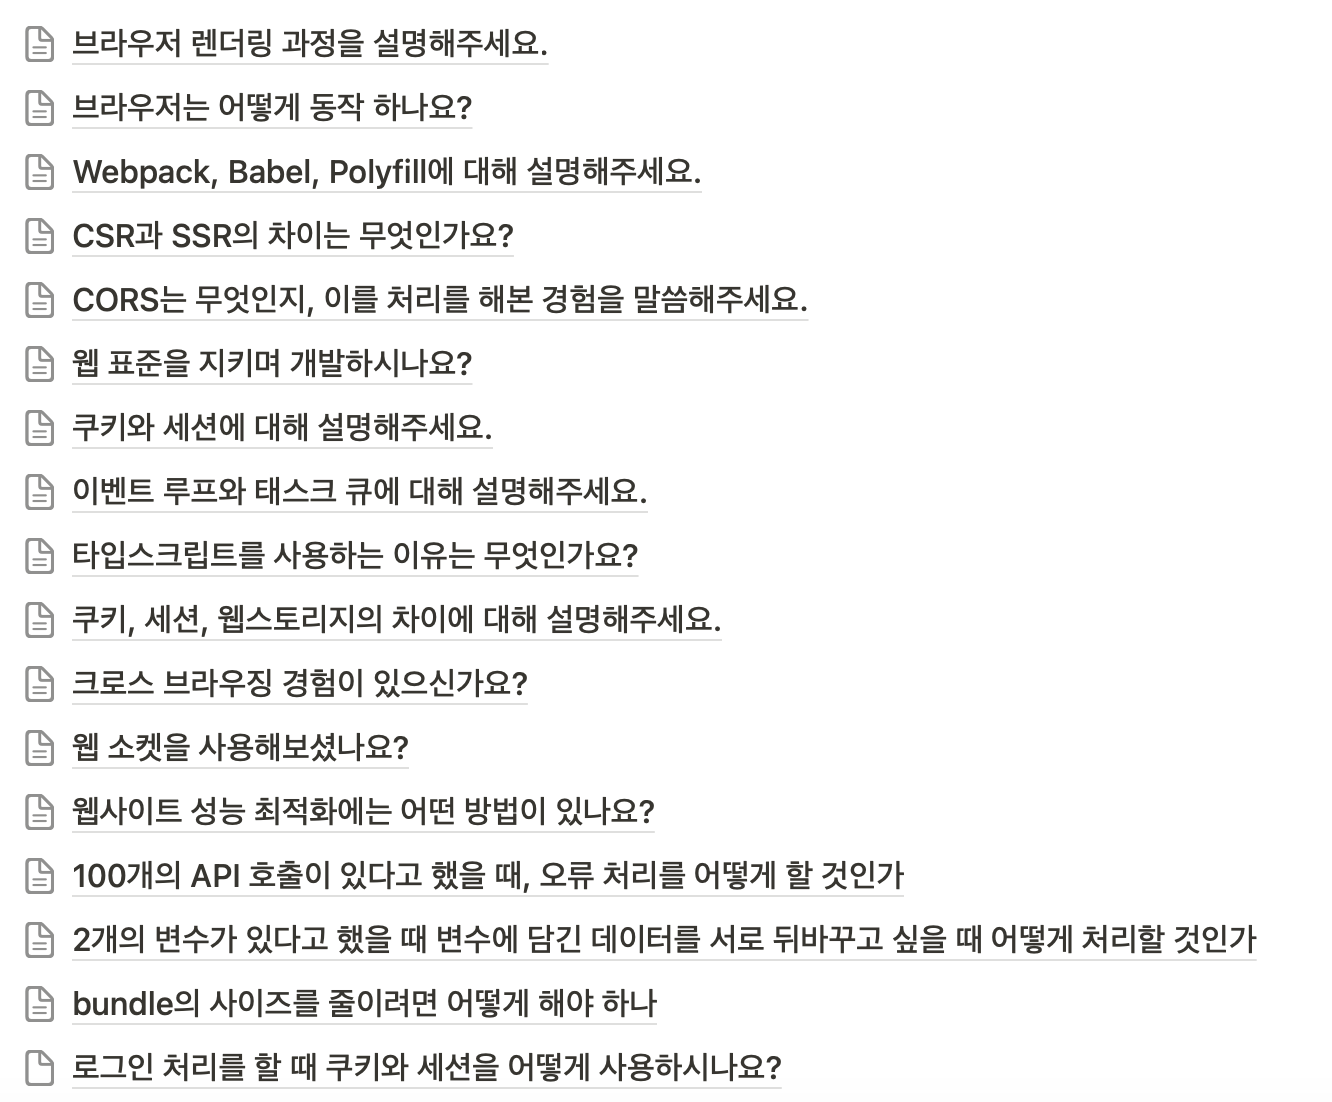 브라우저 렌더링 과정을 설명해주세요.
브라우저는 어떻게 동작 하나요?
Webpack, Babel, Polyfill에 대해 설명해주세요.
CSR과 SSR의 차이는 무엇인가요?
CORS는 무엇인지, 이를 처리를 해본 경험을 말씀해주세요.
웹 표준을 지키며 개발하시나요?
쿠키와 세션에 대해 설명해주세요.
이벤트 루프와 태스크 큐에 대해 설명해주세요.
타입스크립트를 사용하는 이유는 무엇인가요?
쿠키, 세션, 웹스토리지의 차이에 대해 설명해주세요.
크로스 브라우징 경험이 있으신가요?
웹 소켓을 사용해보셨나요?
웹사이트 성능 최적화에는 어떤 방법이 있나요?
100개의 API 호출이 있다고 했을 때, 오류 처리를 어떻게 할 것인가
2개의 변수가 있다고 했을 때 변수에 담긴 데이터를 서로 뒤바꾸고 싶을 때 어떻게 처리할 것인가
bundle의 사이즈를 줄이려면 어떻게 해야 하나
로그인 처리를 할 때 쿠키와 세션을 어떻게 사용하시나요?